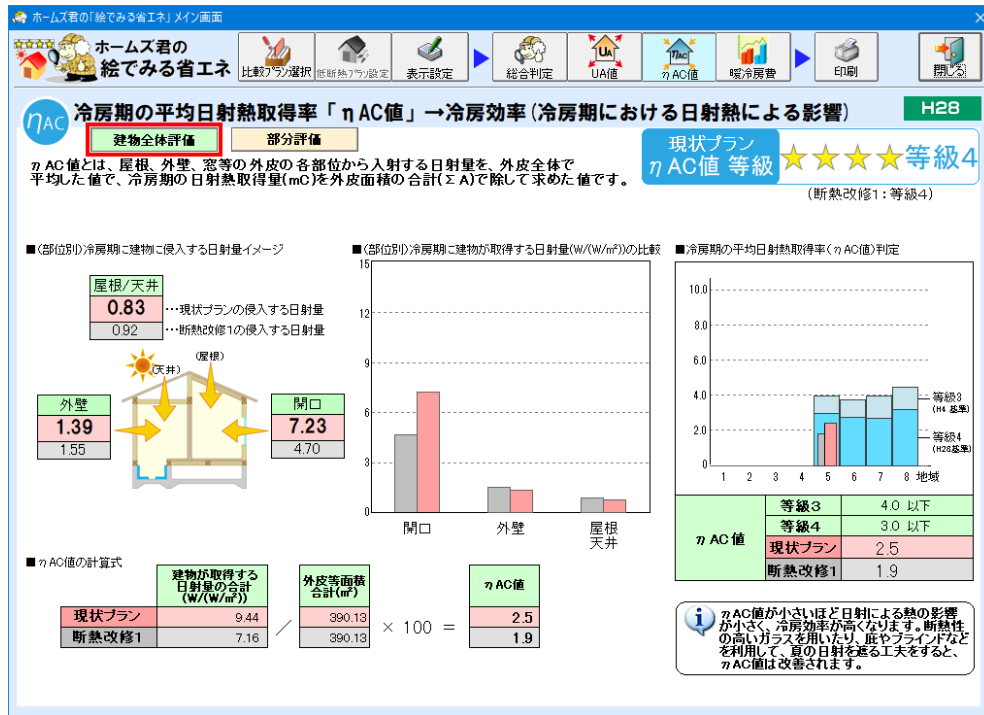 ホームズ君の「絵でみる省エネ」 メイン画面
ホームズ君の
絵でみる省エネ
比較プラン選択
低断熱プラン設定
表示設定
総合判定
UA値
ηAC
η AC値
暖冷房費
印刷
閉じる
ηAC
冷房期の平均日射熱取得率「ηAC値」→冷房効率(冷房期における日射熱による影響)
H28
建物全体評価
部分評価
η AC値とは、屋根、外壁、窓等の外皮の各部位から入射する日射量を、外皮全体で
平均した値で、冷房期の日射熱取得量(mC)を外皮面積の合計(ΣA)で除して求めた値です。
現状プラン
η AC値 等級
★★★★等級4
(断熱改修1:等級4)
■(部位別)冷房期に建物に侵入する日射量イメージ
屋根/天井
0.83
0.92
…現状プランの侵入する日射量
…断熱改修1の侵入する日射量
(屋根)
(天井)
外壁
1.39
1.55
開口
7.23
4.70
■(部位別)冷房期に建物が取得する日射量(W/(W/㎡))の比較
15
12
9
6
3
0
開口
外壁
屋根
天井
■冷房期の平均日射熱取得率(ηAC値)判定
10.0
8.0
6.0
4.0
2.0
0
等級3
(H4 基準)
等級4
(H28基準)
1 2 3 4 5 6 7 8 地域
η AC値
等級3 4.0 以下
等級4 3.0 以下
現状プラン 2.5
断熱改修1 1.9
■ηAC値の計算式
建物が取得する
日射量の合計
(W/(W/㎡))
外皮等面積
合計(㎡)
η AC値
現状プラン 9.44 390.13 2.5
／ × 100 =
断熱改修1 7.16 390.13 1.9
η AC値が小さいほど日射による熱の影響
が小さく、冷房効率が高くなります。断熱性
の高いガラスを用いたり、庇やブラインドなど
を利用して、夏の日射を遮る工夫をすると、
η AC値は改善されます。